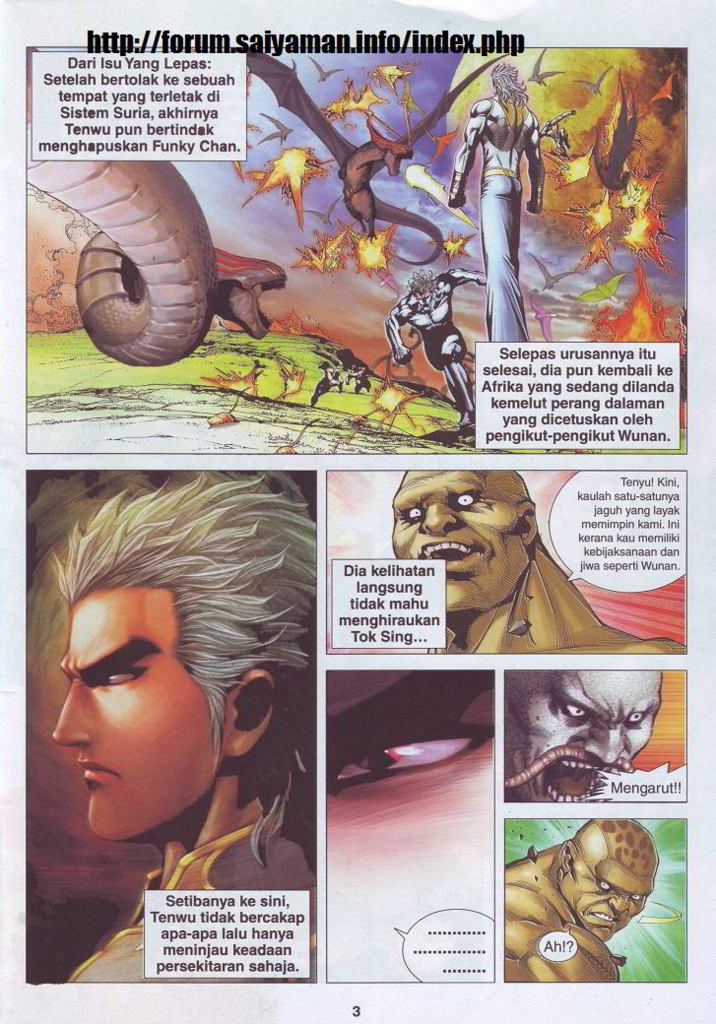 http://forum.saiyaman.info/index.php
Dari Isu Yang Lepas:
Setelah bertolak ke sebuah
tempat yang terletak di
Sistem Suria, akhirnya
Tenwu pun bertindak
menghapuskan Funky Chan.
Selepas urusannya itu
selesai, dia pun kembali ke
Afrika yang sedang dilanda
kemelut perang dalaman
yang dicetuskan oleh
pengikut-pengikut Wunan.
Tenyu! Kini,
kaulah satu-satunya
jaguh yang layak
memimpin kami. Ini
kerana kau memiliki
kebijaksanaan dan
jiwa seperti Wunan.
Dia kelihatan
langsung
tidak mahu
menghiraukan
Tok Sing...
Setibanya ke sini,
Tenwu tidak bercakap
apa-apa lalu hanya
meninjau keadaan
persekitaran sahaja.
............
...............
.........
Mengarut!!
Ah!?
3